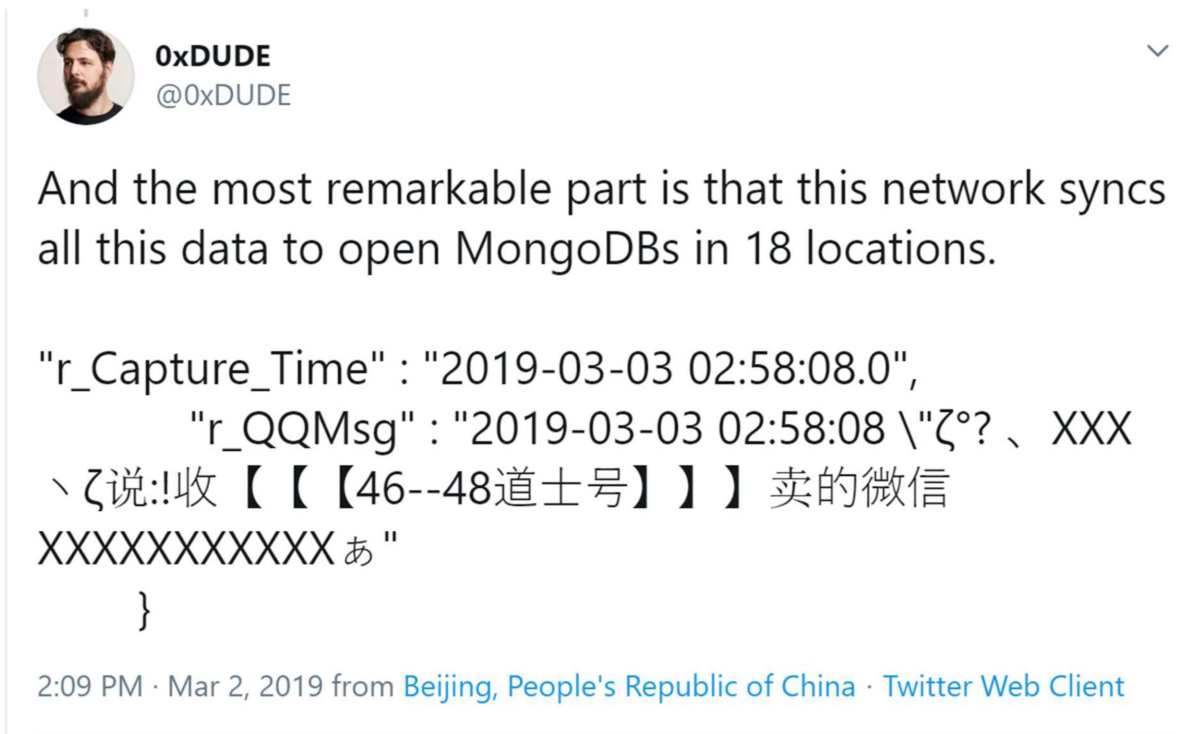 0xDUDE
@0xDUDE
And the most remarkable part is that this network syncs
all this data to open MongoDBs in 18 locations.
"r_Capture_Time" : "2019-03-03 02:58:08.0",
"r_QQMsg" : "2019-03-03 02:58:08 \"ζ°? 、 XXX
丶ζ说:!收【【【46--48道士号】】】卖的微信
XXXXXXXXXXXぁ"
}
2:09 PM · Mar 2, 2019 from Beijing, People's Republic of China · Twitter Web Client